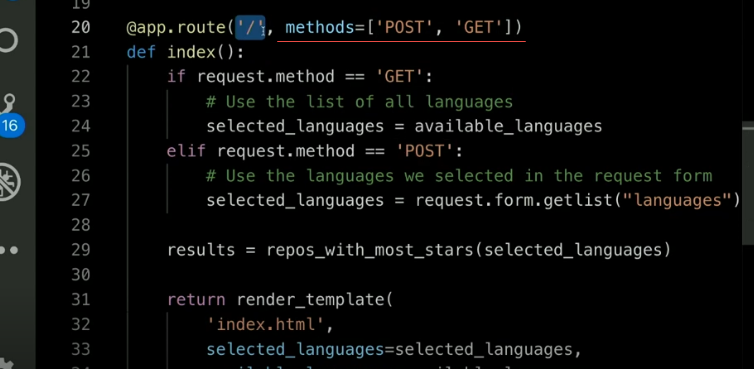 19
20 @app.route('/', methods=['POST', 'GET'])
21 def index():
22 if request.method == 'GET':
23 # Use the list of all languages
24 selected_languages = available_languages
25 elif request.method == 'POST':
26 # Use the languages we selected in the request form
16
27 selected_languages = request.form.getlist("languages")
28
29 results = repos_with_most_stars(selected_languages)
30
31 return render_template(
32 'index.html',
33 selected_languages=selected_languages,